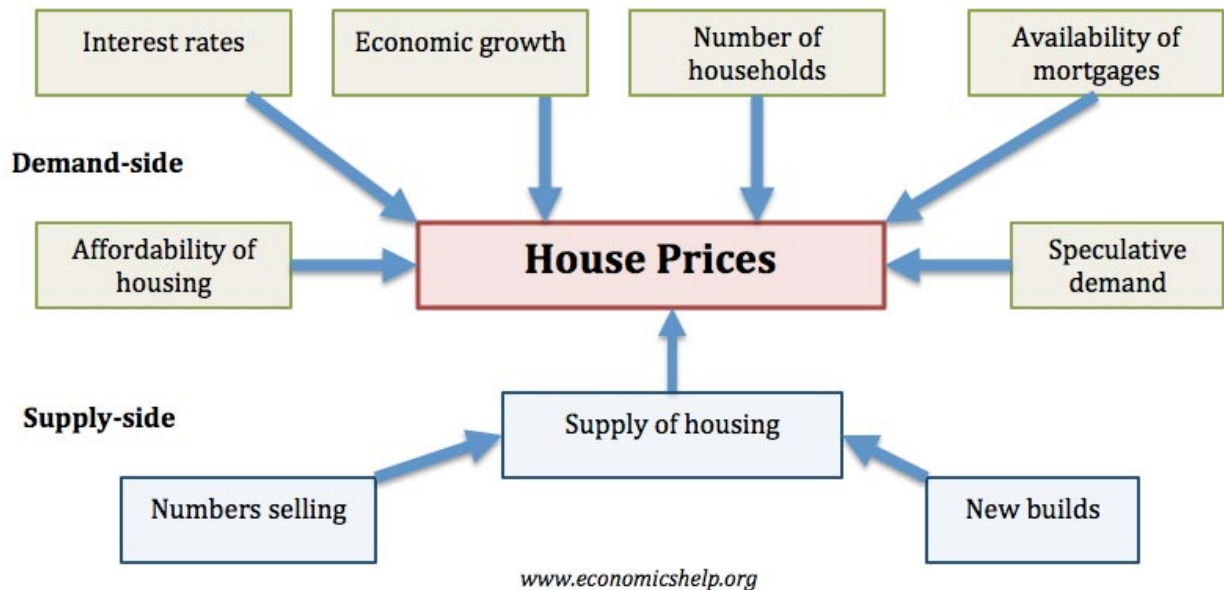 Interest rates
Economic growth
Number of
households
Availability of
mortgages
Demand-side
Affordability of
housing
House Prices
Speculative
demand
Supply-side
Supply of housing
Numbers selling
New builds
www.economicshelp.org